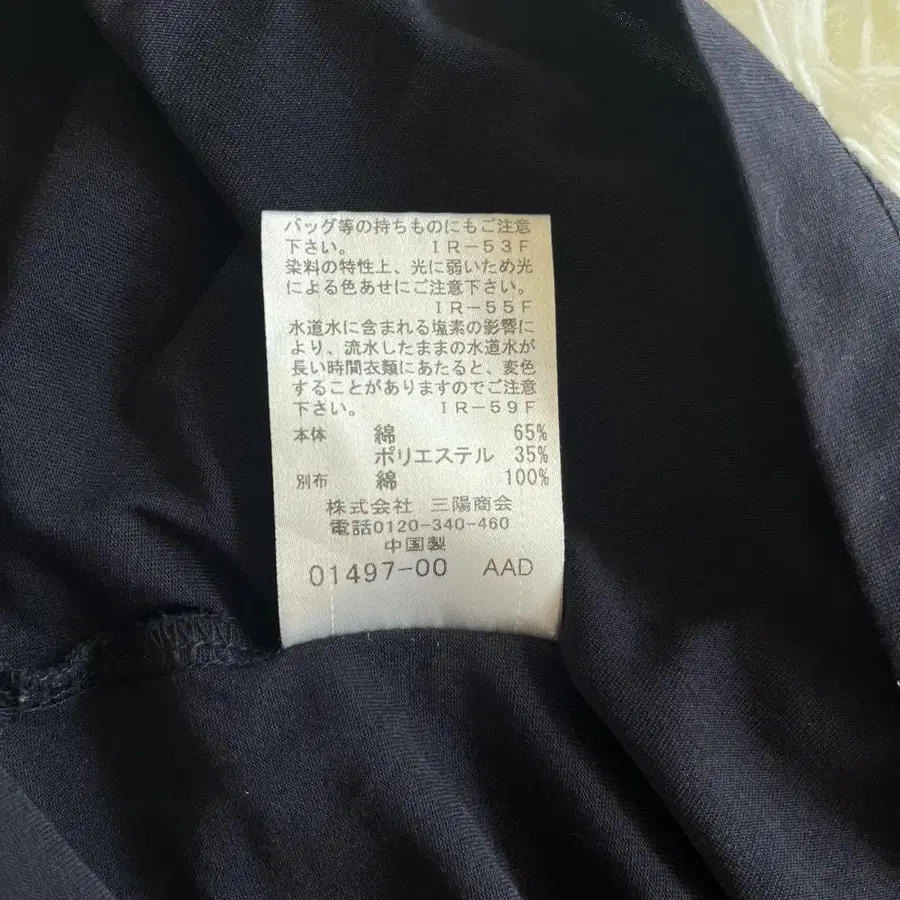 バッグ等の持ちものにもご注意
下さい。 IR-53F
染料の特性上、光に弱いため光
による色あせにご注意下さい。
IR-55F
水道水に含まれる塩素の影響に
より、流水したままの水道水が
長い時間衣類にあたると、変色
することがありますのでご注意
下さい。 IR-59F
本体 綿 65%
ポリエステル 35%
別布 綿 100%
株式会社 三陽商会
電話0120-340-460
中国製
01497-00 AAD